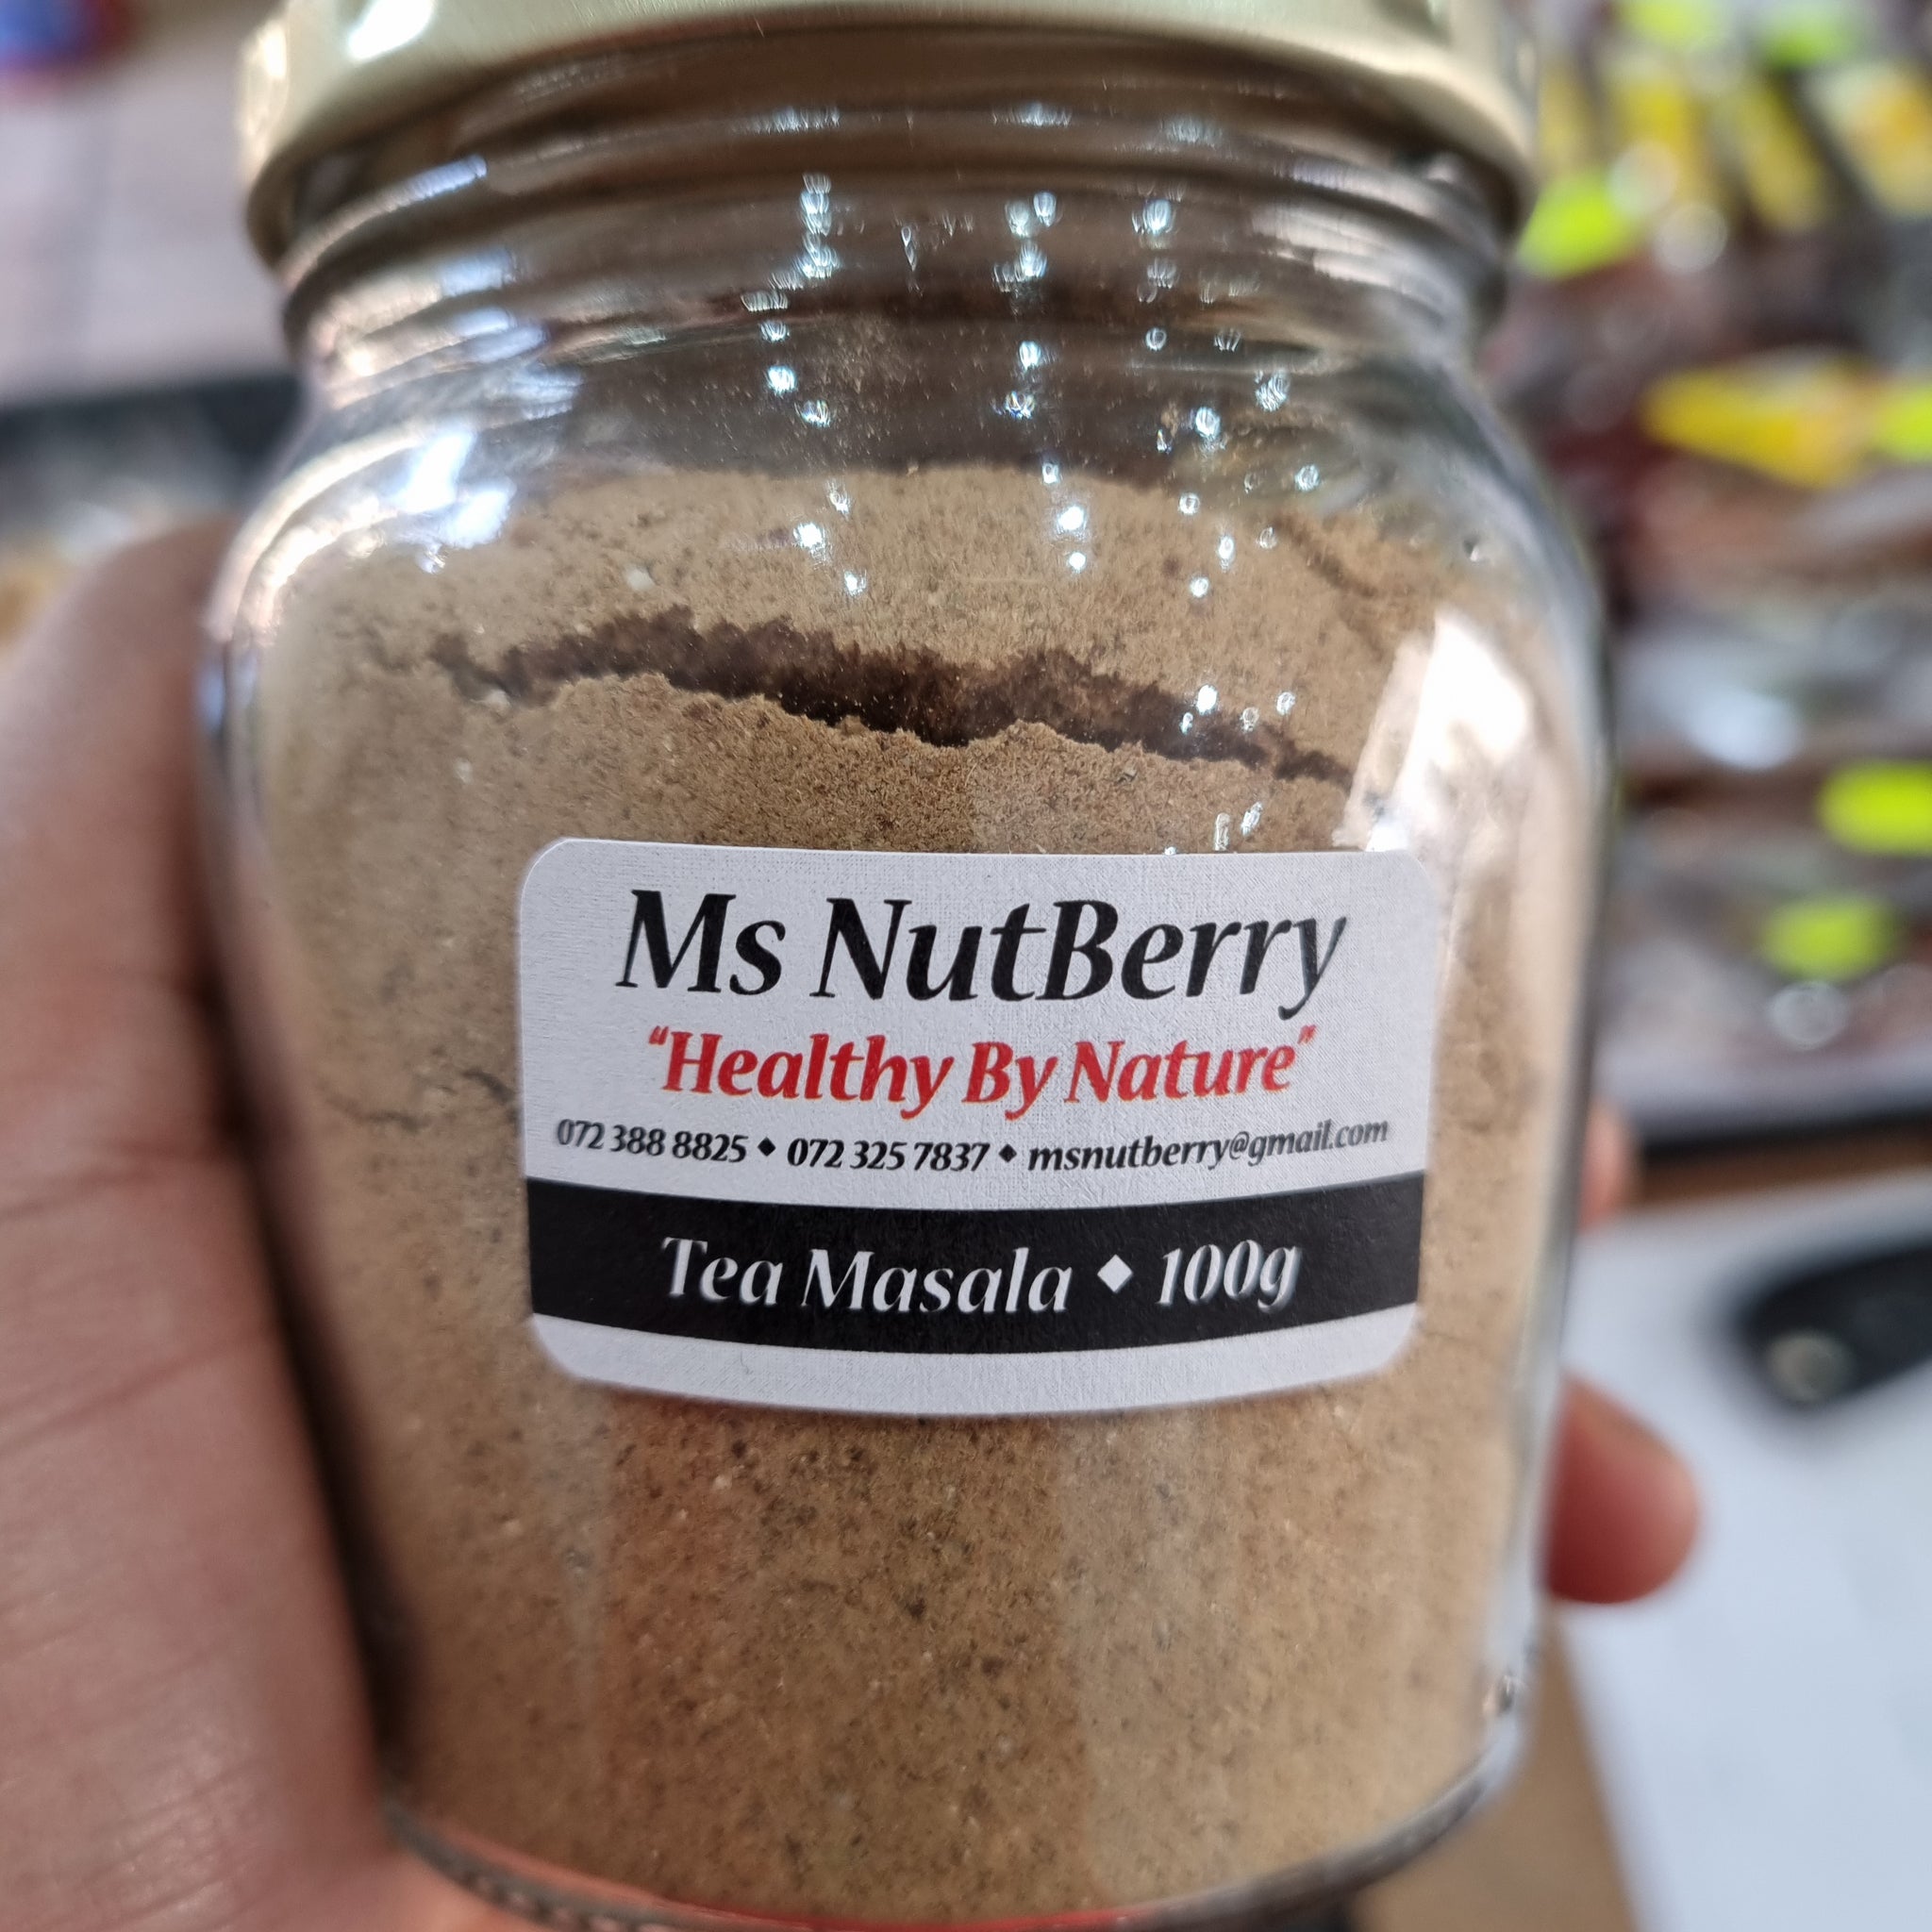 Ms NutBerry
“Healthy By Nature”
072 388 8825 ◆ 072 325 7837 ◆ msnutberry@gmail.com
Tea Masala ◆ 100g